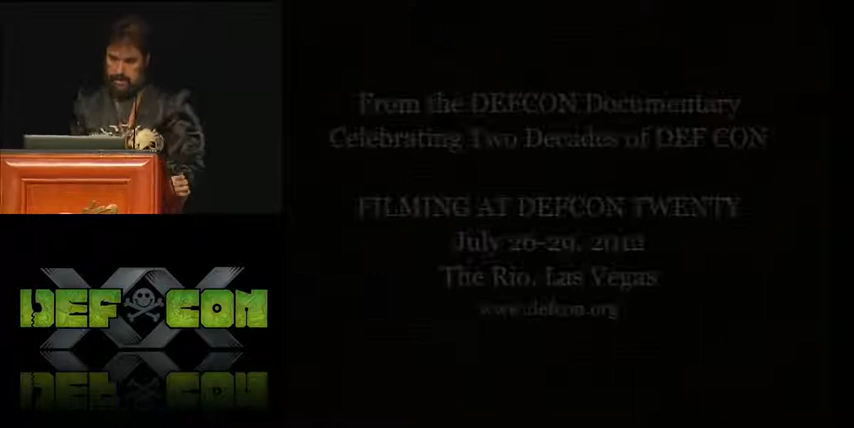 From the DEFCON Documentary
Celebrating Two Decades of DEF CON
FILMING AT DEFCON TWENTY
July 26-29, 2012
The Rio, Las Vegas
www.defcon.org
XX
DEF CON